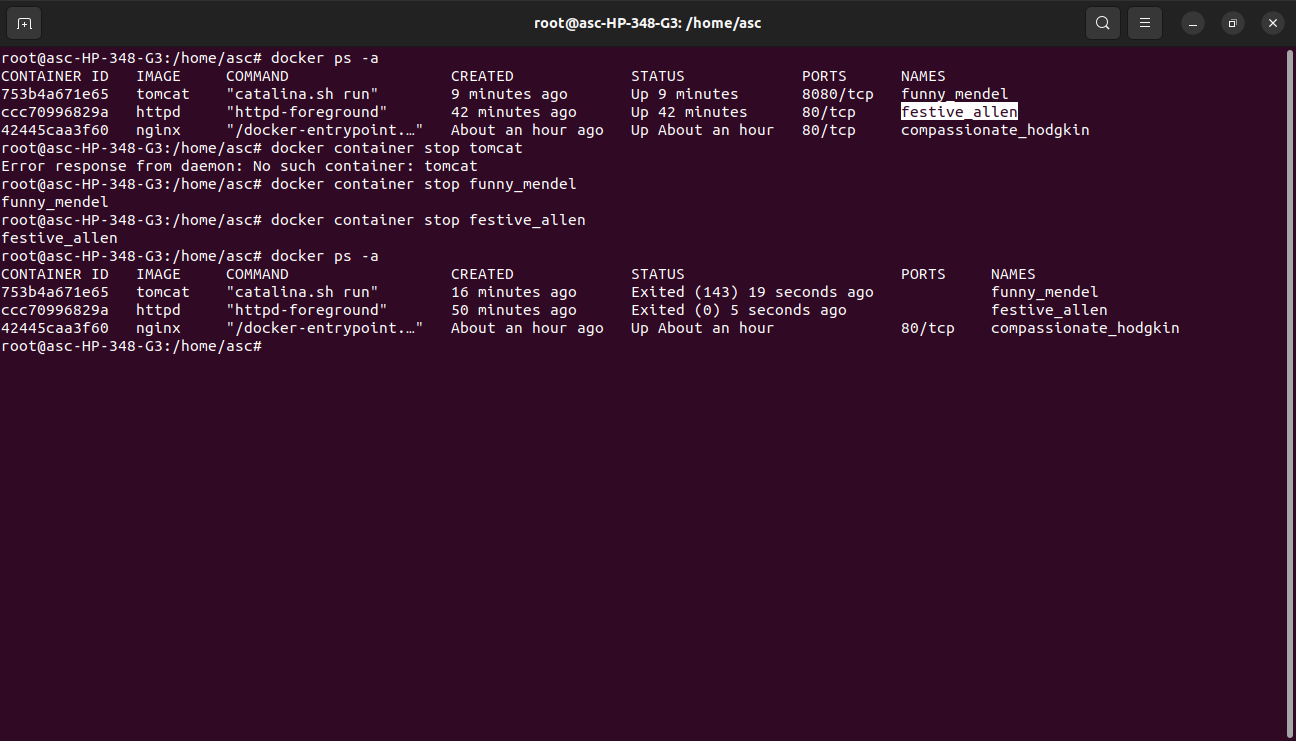 root@asc-HP-348-G3: /home/asc
root@asc-HP-348-G3:/home/asc# docker ps -a
CONTAINER ID   IMAGE     COMMAND                  CREATED             STATUS             PORTS      NAMES
753b4a671e65   tomcat    "catalina.sh run"        9 minutes ago       Up 9 minutes       8080/tcp   funny_mendel
ccc70996829a   httpd     "httpd-foreground"       42 minutes ago      Up 42 minutes      80/tcp     festive_allen
42445caa3f60   nginx     "/docker-entrypoint.…"   About an hour ago   Up About an hour   80/tcp     compassionate_hodgkin
root@asc-HP-348-G3:/home/asc# docker container stop tomcat
Error response from daemon: No such container: tomcat
root@asc-HP-348-G3:/home/asc# docker container stop funny_mendel
funny_mendel
root@asc-HP-348-G3:/home/asc# docker container stop festive_allen
festive_allen
root@asc-HP-348-G3:/home/asc# docker ps -a
CONTAINER ID   IMAGE     COMMAND                  CREATED             STATUS                        PORTS     NAMES
753b4a671e65   tomcat    "catalina.sh run"        16 minutes ago      Exited (143) 19 seconds ago             funny_mendel
ccc70996829a   httpd     "httpd-foreground"       50 minutes ago      Exited (0) 5 seconds ago                festive_allen
42445caa3f60   nginx     "/docker-entrypoint.…"   About an hour ago   Up About an hour              80/tcp    compassionate_hodgkin
root@asc-HP-348-G3:/home/asc#